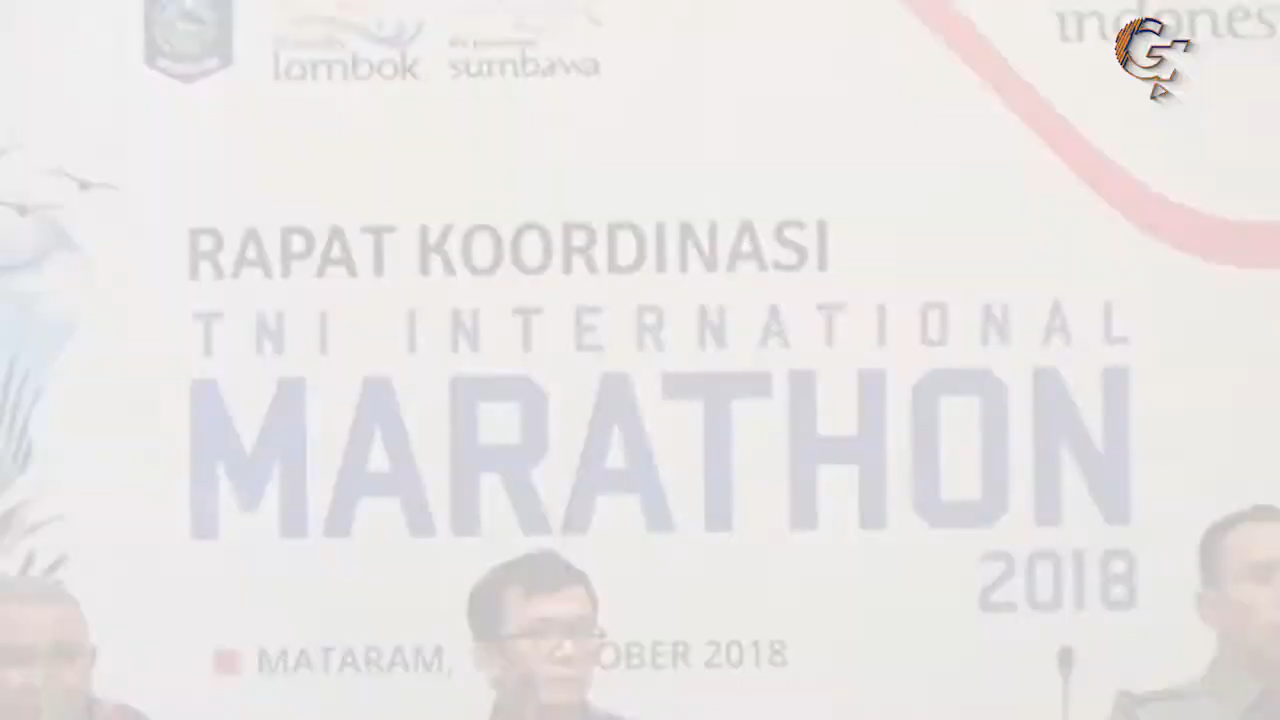 lombok sumbawa
indones
RAPAT KOORDINASI
TNI INTERNATIONAL
MARATHON
2018
MATARAM, OBER 2018